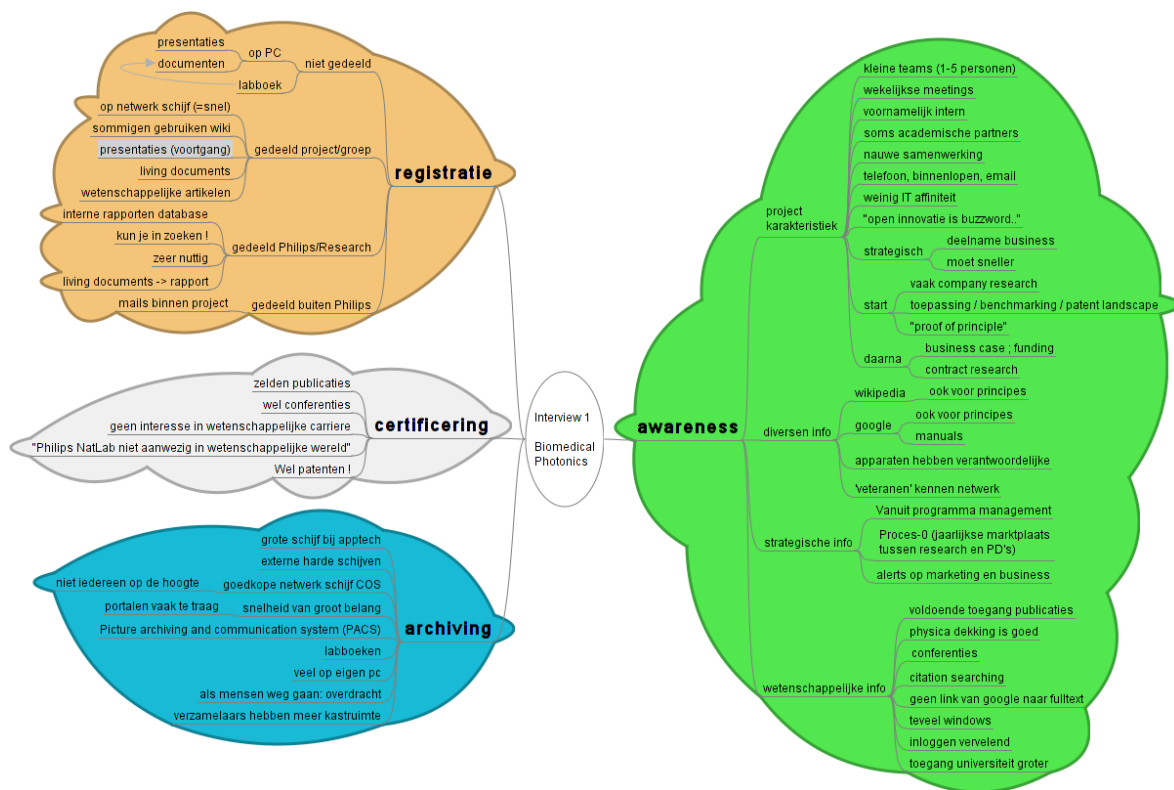 presentaties
op PC
documenten
niet gedeeld
labboek
op netwerk schijf (=snel)
sommigen gebruiken wiki
presentaties (voortgang)
gedeeld project/groep
living documents
wetenschappelijke artikelen
registratie
interne rapporten database
kun je in zoeken !
gedeeld Philips/Research
zeer nuttig
living documents -> rapport
mails binnen project
gedeeld buiten Philips
zelden publicaties
wel conferenties
geen interesse in wetenschappelijke carriere
certificering
"Philips NatLab niet aanwezig in wetenschappelijke wereld"
Wel patenten !
grote schijf bij apptech
externe harde schijven
niet iedereen op de hoogte
goedkope netwerk schijf COS
portalen vaak te traag
snelheid van groot belang
archiving
Picture archiving and communication system (PACS)
labboeken
veel op eigen pc
als mensen weg gaan: overdracht
verzamelaars hebben meer kastruimte
Interview 1
Biomedical
Photonics
awareness
project
karakteristiek
kleine teams (1-5 personen)
wekelijkse meetings
voornamelijk intern
soms academische partners
nauwe samenwerking
telefoon, binnenlopen, email
weinig IT affiniteit
"open innovatie is buzzword.."
strategisch
deelname business
moet sneller
start
vaak company research
toepassing / benchmarking / patent landscape
"proof of principle"
daarna
business case ; funding
contract research
diversen info
wikipedia
ook voor principes
google
ook voor principes
manuals
apparaten hebben verantwoordelijke
'veteranen' kennen netwerk
strategische info
Vanuit programma management
Proces-0 (jaarlijkse marktplaats
tussen research en PD's)
alerts op marketing en business
wetenschappelijke info
voldoende toegang publicaties
physica dekking is goed
conferenties
citation searching
geen link van google naar fulltext
teveel windows
inloggen vervelend
toegang universiteit groter